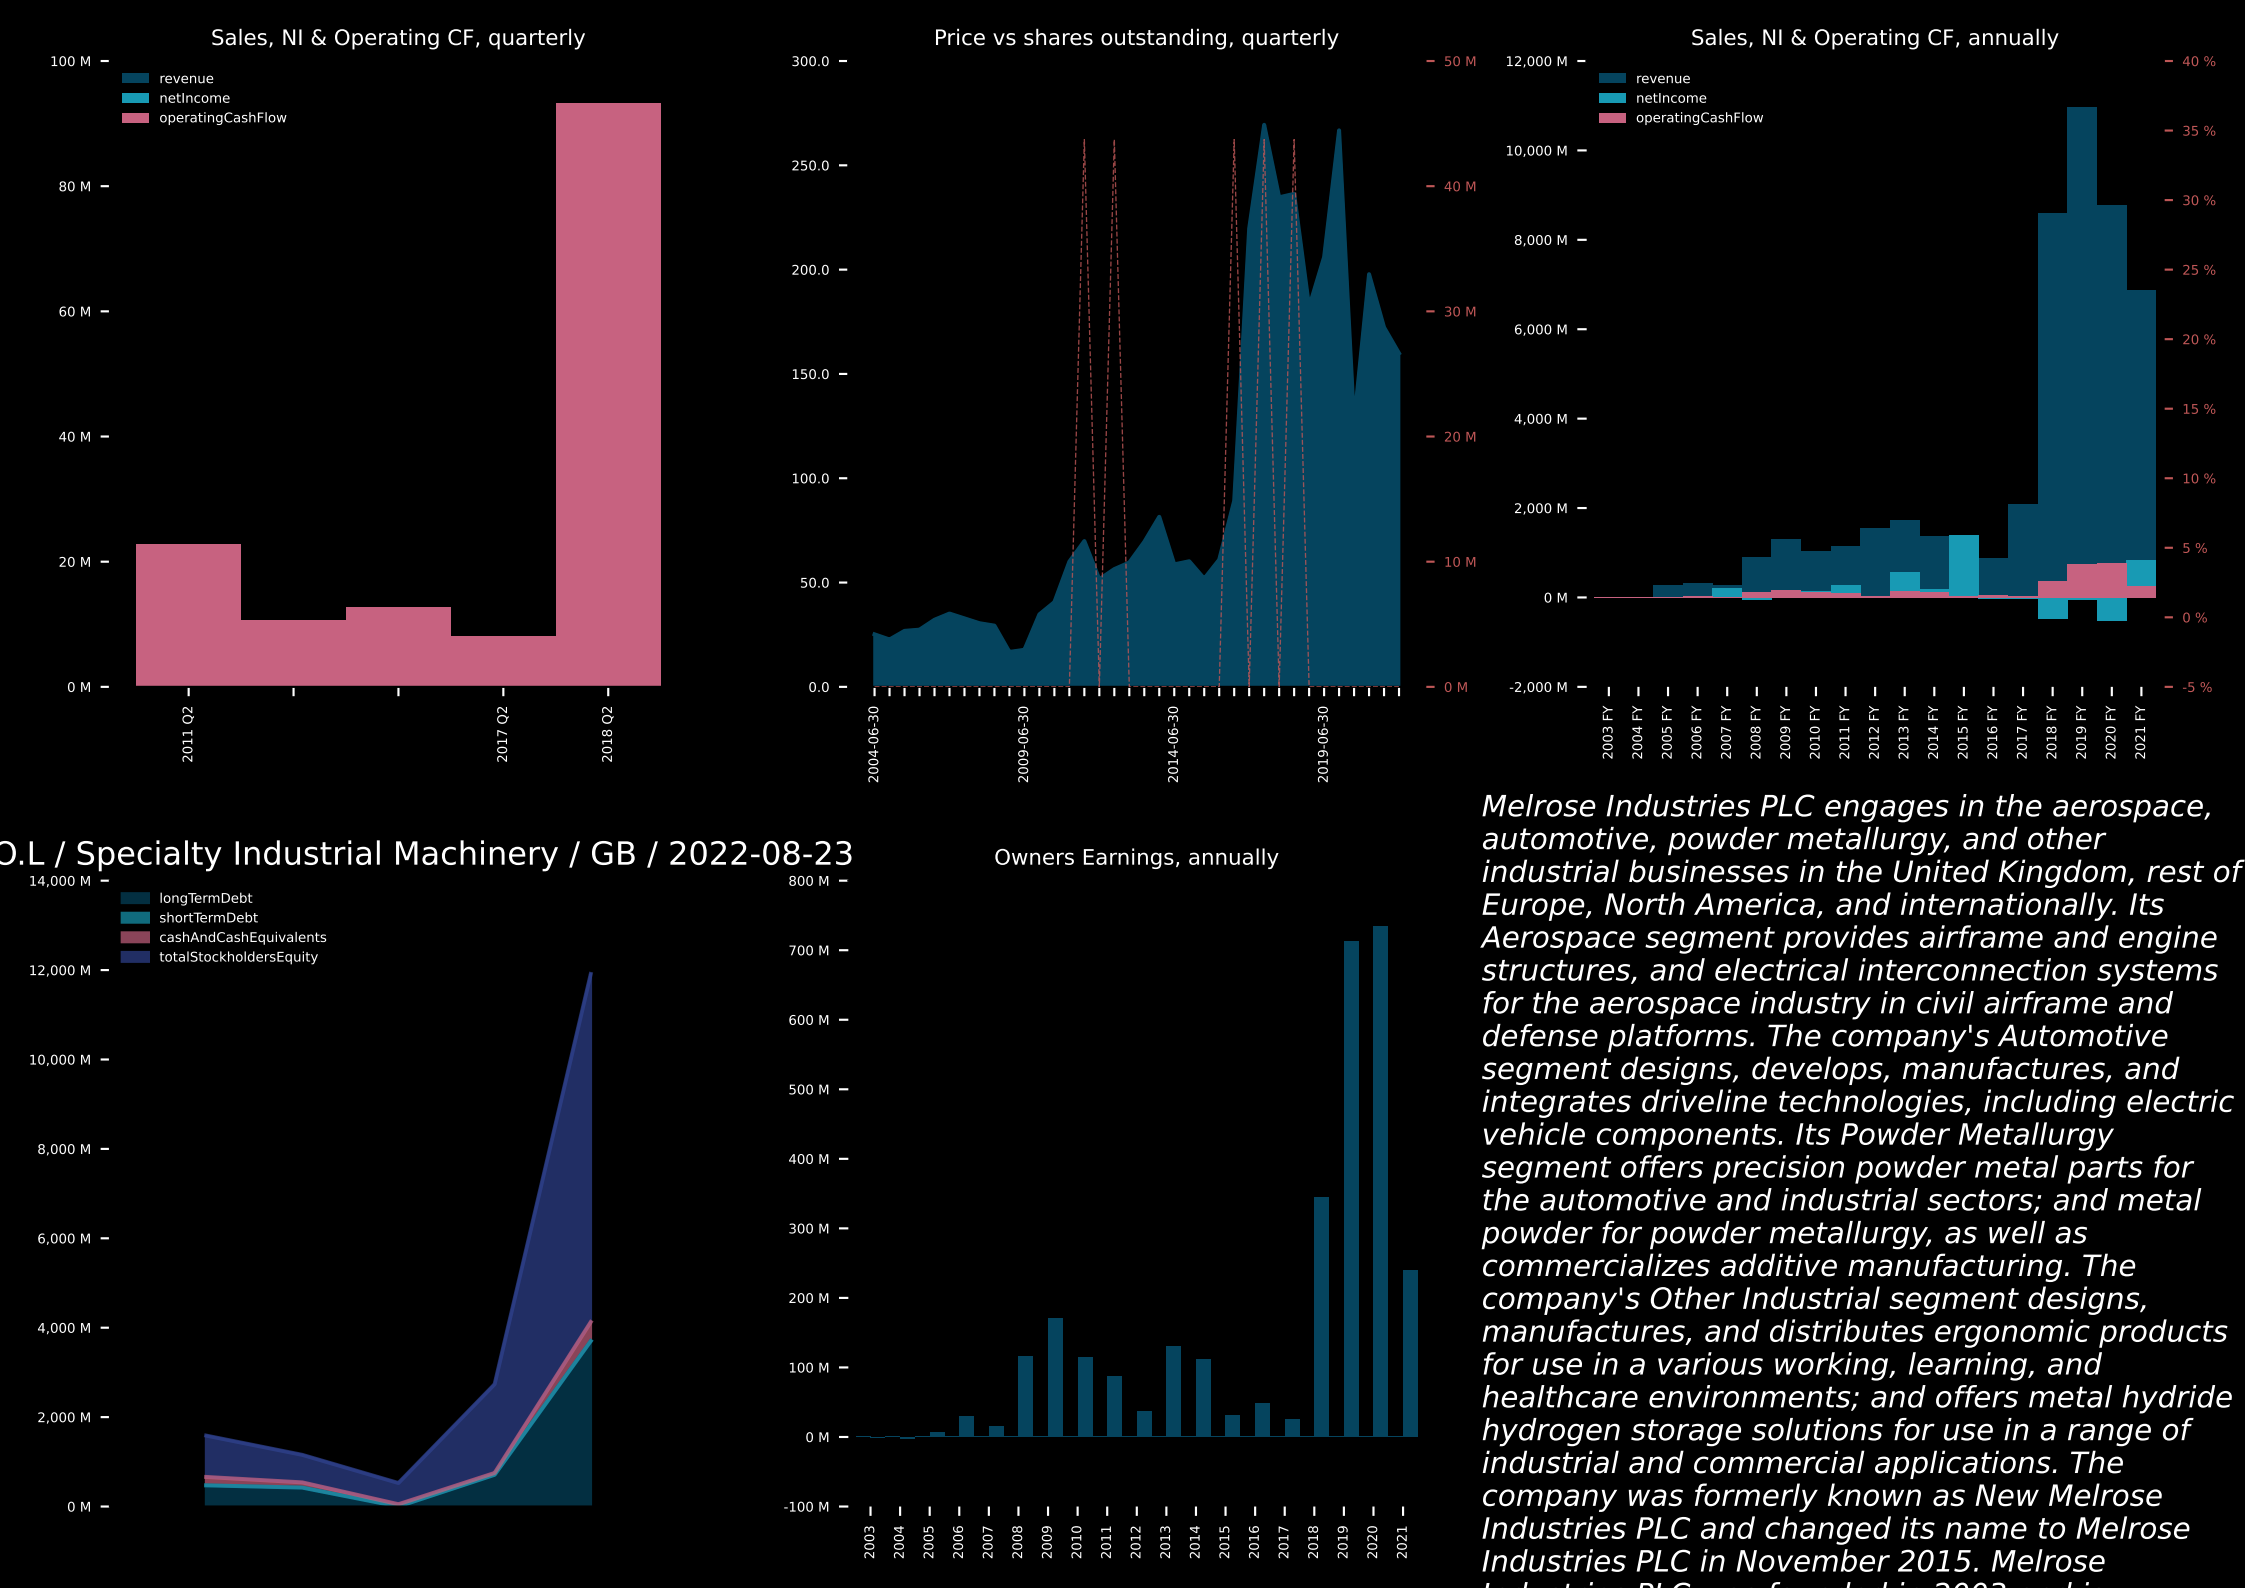 Sales, NI & Operating CF, quarterly
100 M
80 M
60 M
40 M
20 M
0 M
revenue
netIncome
operatingCashFlow
2011 Q2
2017 Q2
2018 Q2
Price vs shares outstanding, quarterly
300.0
250.0
200.0
150.0
100.0
50.0
0.0
50 M
40 M
30 M
20 M
10 M
0 M
2004-06-30
2009-06-30
2014-06-30
2019-06-30
Sales, NI & Operating CF, annually
12,000 M
10,000 M
8,000 M
6,000 M
4,000 M
2,000 M
0 M
-2,000 M
revenue
netIncome
operatingCashFlow
40 %
35 %
30 %
25 %
20 %
15 %
10 %
5 %
0 %
-5 %
2003 FY
2004 FY
2005 FY
2006 FY
2007 FY
2008 FY
2009 FY
2010 FY
2011 FY
2012 FY
2013 FY
2014 FY
2015 FY
2016 FY
2017 FY
2018 FY
2019 FY
2020 FY
2021 FY
O.L / Specialty Industrial Machinery / GB / 2022-08-23
14,000 M
12,000 M
10,000 M
8,000 M
6,000 M
4,000 M
2,000 M
0 M
longTermDebt
shortTermDebt
cashAndCashEquivalents
totalStockholdersEquity
Owners Earnings, annually
800 M
700 M
600 M
500 M
400 M
300 M
200 M
100 M
0 M
-100 M
2003
2004
2005
2006
2007
2008
2009
2010
2011
2012
2013
2014
2015
2016
2017
2018
2019
2020
2021
Melrose Industries PLC engages in the aerospace,
automotive, powder metallurgy, and other
industrial businesses in the United Kingdom, rest of
Europe, North America, and internationally. Its
Aerospace segment provides airframe and engine
structures, and electrical interconnection systems
for the aerospace industry in civil airframe and
defense platforms. The company's Automotive
segment designs, develops, manufactures, and
integrates driveline technologies, including electric
vehicle components. Its Powder Metallurgy
segment offers precision powder metal parts for
the automotive and industrial sectors; and metal
powder for powder metallurgy, as well as
commercializes additive manufacturing. The
company's Other Industrial segment designs,
manufactures, and distributes ergonomic products
for use in a various working, learning, and
healthcare environments; and offers metal hydride
hydrogen storage solutions for use in a range of
industrial and commercial applications. The
company was formerly known as New Melrose
Industries PLC and changed its name to Melrose
Industries PLC in November 2015. Melrose